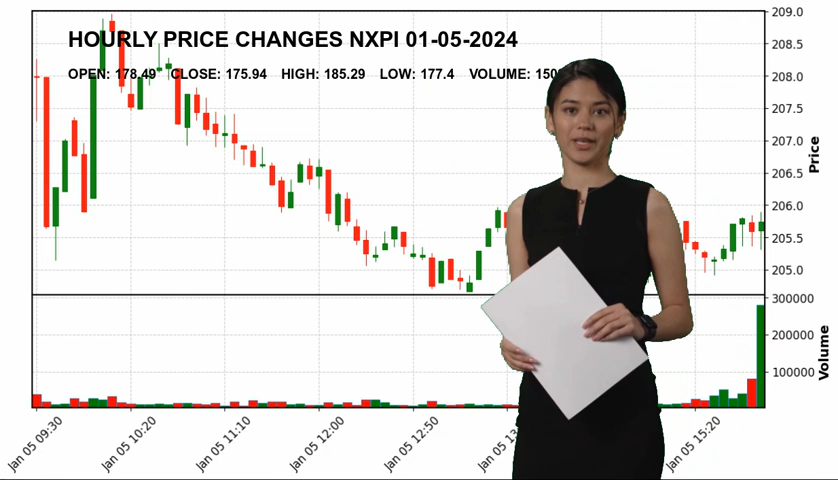 HOURLY PRICE CHANGES NXPI 01-05-2024
OPEN: 178.49 CLOSE: 175.94 HIGH: 185.29 LOW: 177.4 VOLUME:
209.0
208.5
208.0
207.5
207.0
206.5
206.0
205.5
205.0
Price
300000
200000
100000
Volume
Jan 05 09:30
Jan 05 10:20
Jan 05 11:10
Jan 05 12:00
Jan 05 12:50
Jan 05
Jan 05 15:20